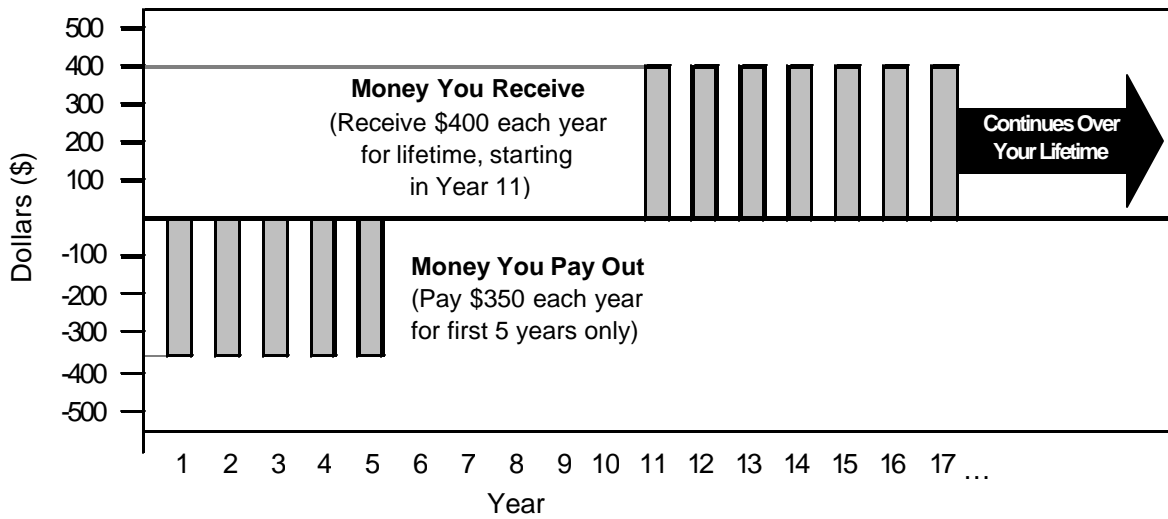 Dollars ($)
500
400
300
200
100
-100
-200
-300
-400
-500
Money You Receive
(Receive $400 each year
for lifetime, starting
in Year 11)
Continues Over
Your Lifetime
Money You Pay Out
(Pay $350 each year
for first 5 years only)
1 2 3 4 5 6 7 8 9 10 11 12 13 14 15 16 17 ...
Year